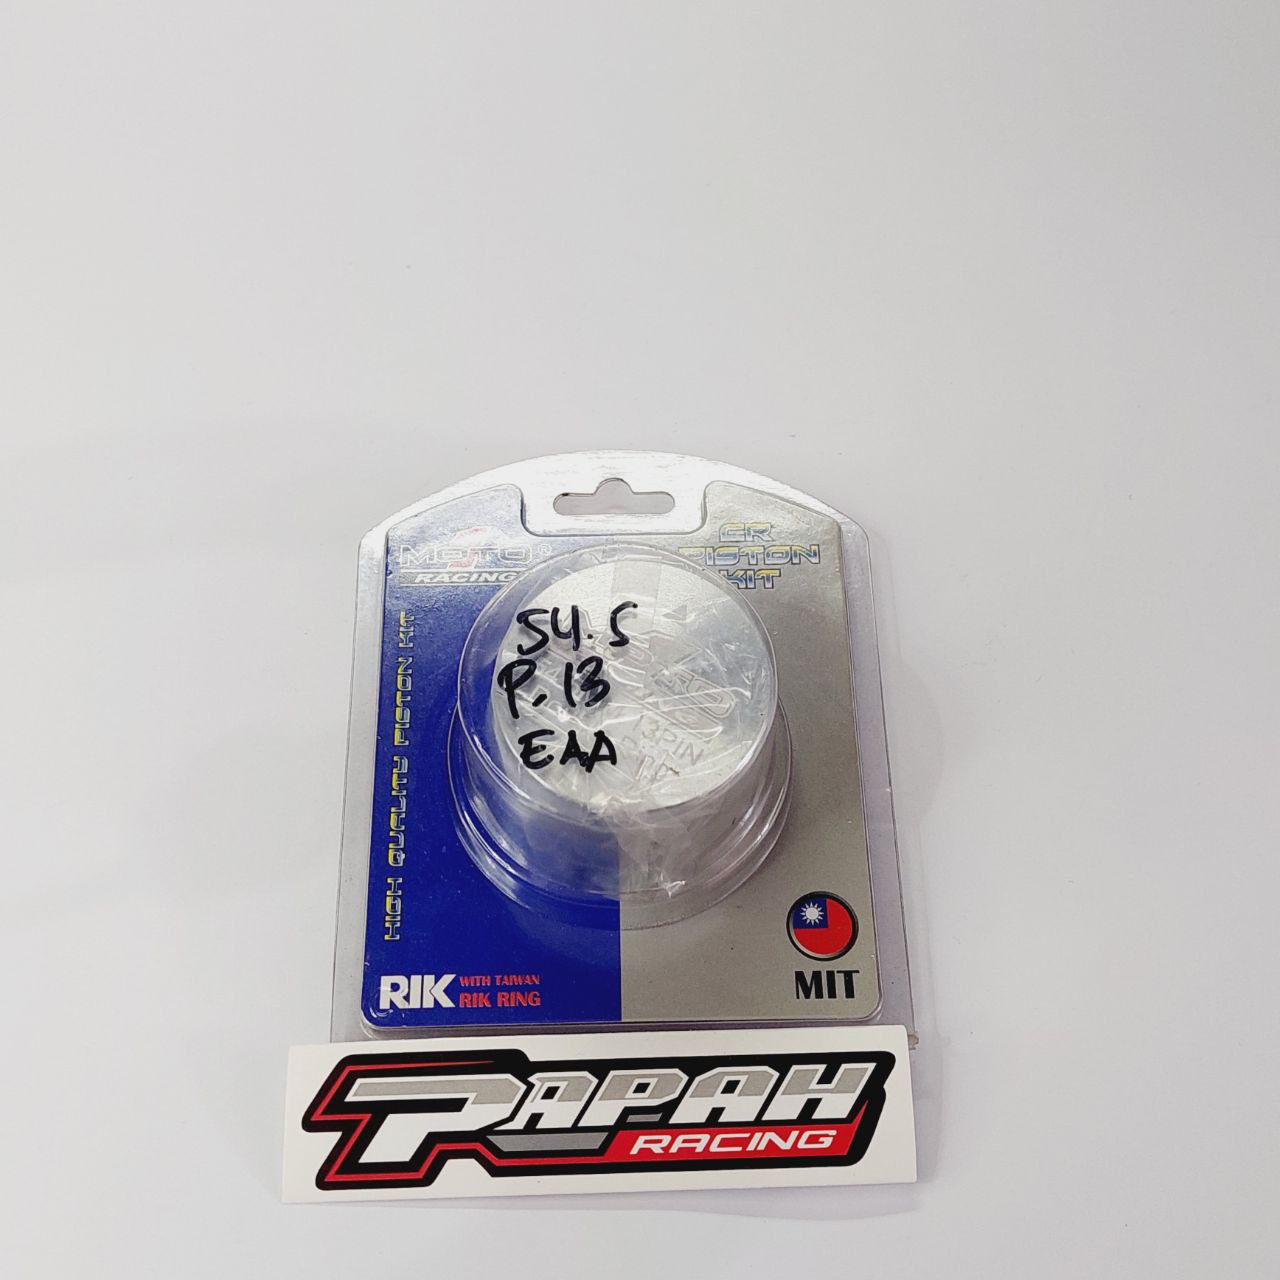 MOTO®
RACING
CR
PISTON
KIT
HIGH QUALITY PISTON KIT
54.5
P.13
EAA
13PIN
RIK WITH TAIWAN
RIK RING
MIT
PAPAH
RACING